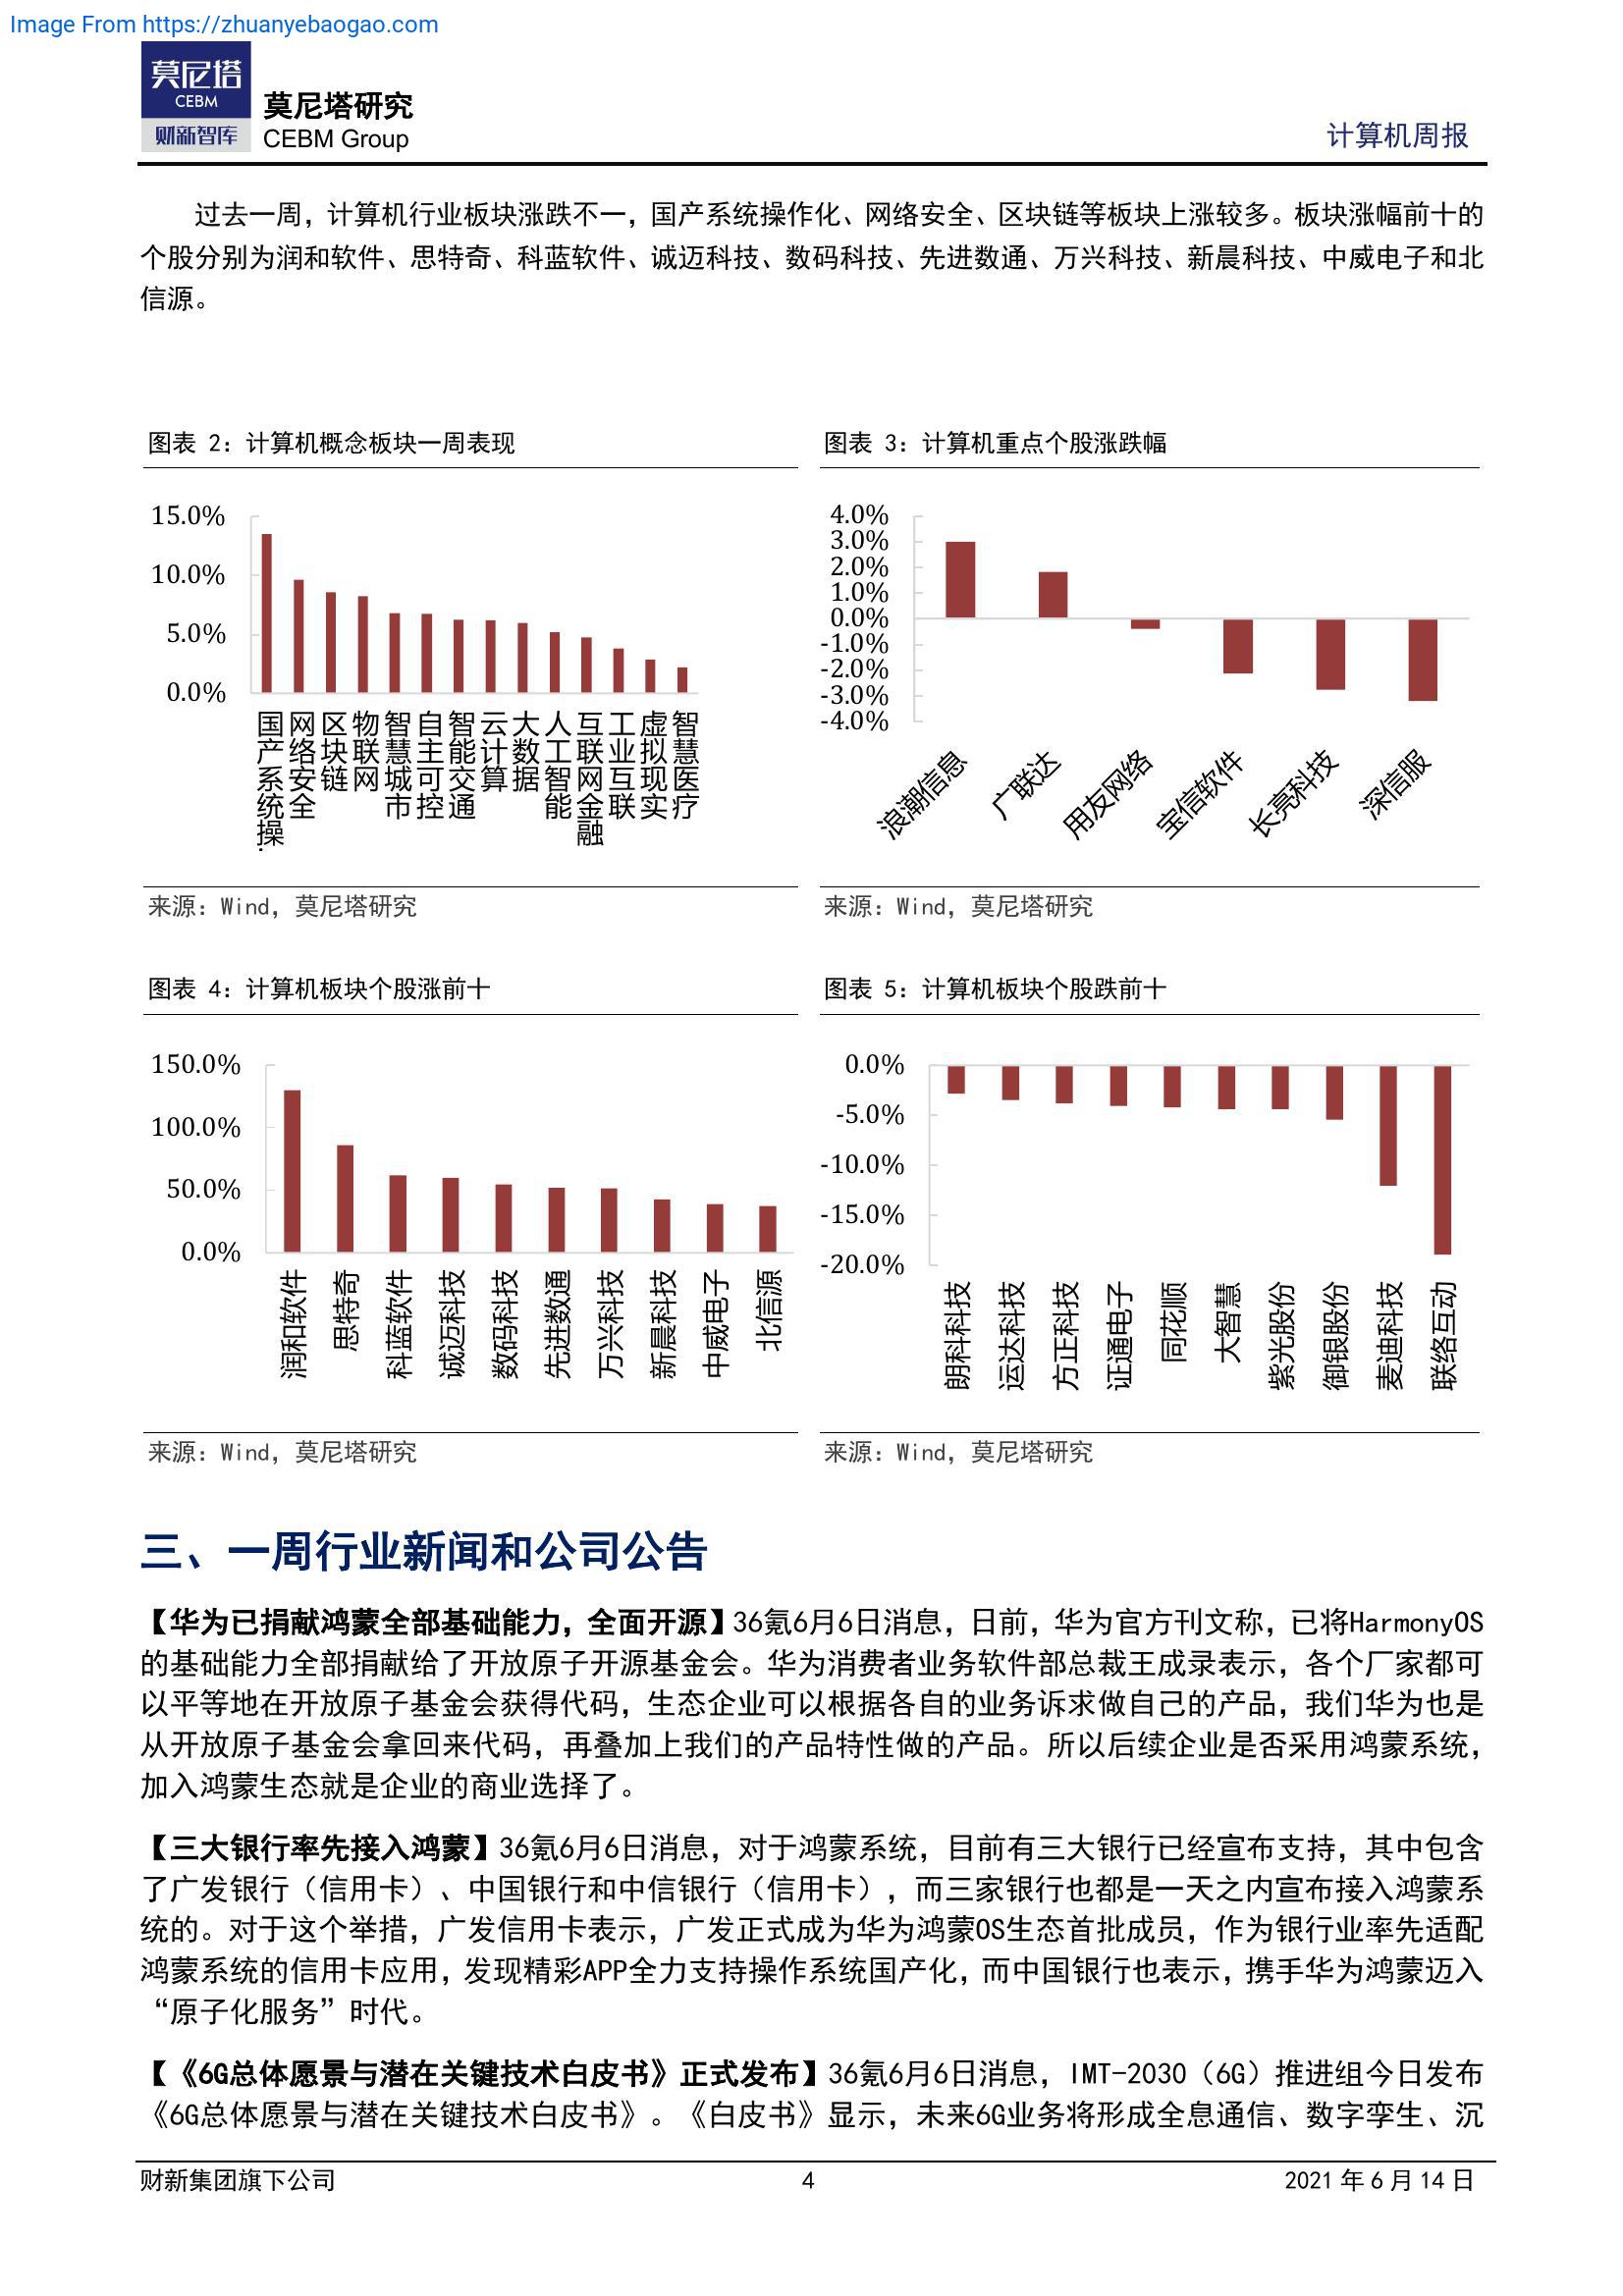 Image From https://zhuanyebaogao.com
莫尼塔
CEBM
财新智库
莫尼塔研究
CEBM Group
计算机周报
过去一周，计算机行业板块涨跌不一，国产系统操作化、网络安全、区块链等板块上涨较多。板块涨幅前十的
个股分别为润和软件、思特奇、科蓝软件、诚迈科技、数码科技、先进数通、万兴科技、新晨科技、中威电子和北
信源。
图表 2：计算机概念板块一周表现
15.0%
10.0%
5.0%
0.0%
国产系统操.
网络安全
区块链
物联网
智慧城市
自主可控
智能交通
云计算
大数据
人工智能
互联网金融
工业互联
虚拟现实
智慧医疗
来源：Wind，莫尼塔研究
图表 3：计算机重点个股涨跌幅
4.0%
3.0%
2.0%
1.0%
0.0%
-1.0%
-2.0%
-3.0%
-4.0%
浪潮信息
广联达
用友网络
宝信软件
长亮科技
深信服
来源：Wind，莫尼塔研究
图表 4：计算机板块个股涨前十
150.0%
100.0%
50.0%
0.0%
润和软件
思特奇
科蓝软件
诚迈科技
数码科技
先进数通
万兴科技
新晨科技
中威电子
北信源
来源：Wind，莫尼塔研究
图表 5：计算机板块个股跌前十
0.0%
-5.0%
-10.0%
-15.0%
-20.0%
朗科科技
运达科技
方正科技
证通电子
同花顺
大智慧
紫光股份
御银股份
麦迪科技
联络互动
来源：Wind，莫尼塔研究
三、一周行业新闻和公司公告
【华为已捐献鸿蒙全部基础能力，全面开源】36氪6月6日消息，日前，华为官方刊文称，已将HarmonyOS
的基础能力全部捐献给了开放原子开源基金会。华为消费者业务软件部总裁王成录表示，各个厂家都可
以平等地在开放原子基金会获得代码，生态企业可以根据各自的业务诉求做自己的产品，我们华为也是
从开放原子基金会拿回来代码，再叠加上我们的产品特性做的产品。所以后续企业是否采用鸿蒙系统，
加入鸿蒙生态就是企业的商业选择了。
【三大银行率先接入鸿蒙】36氪6月6日消息，对于鸿蒙系统，目前有三大银行已经宣布支持，其中包含
了广发银行（信用卡）、中国银行和中信银行（信用卡），而三家银行也都是一天之内宣布接入鸿蒙系
统的。对于这个举措，广发信用卡表示，广发正式成为华为鸿蒙OS生态首批成员，作为银行业率先适配
鸿蒙系统的信用卡应用，发现精彩APP全力支持操作系统国产化，而中国银行也表示，携手华为鸿蒙迈入
“原子化服务”时代。
【《6G总体愿景与潜在关键技术白皮书》正式发布】36氪6月6日消息，IMT-2030（6G）推进组今日发布
《6G总体愿景与潜在关键技术白皮书》。《白皮书》显示，未来6G业务将形成全息通信、数字孪生、沉
财新集团旗下公司
4
2021 年 6 月 14 日